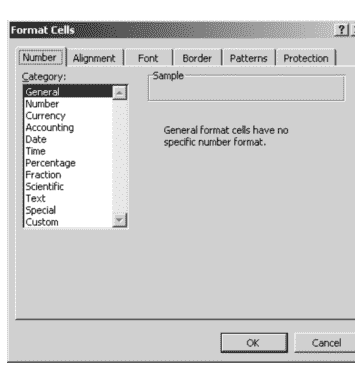 Format Cells
Number Alignment Font Border Patterns Protection
Category:
Sample
General
Number
Currency
Accounting
Date
Time
Percentage
Fraction
Scientific
Text
Special
Custom
General format cells have no
specific number format.
OK Cancel